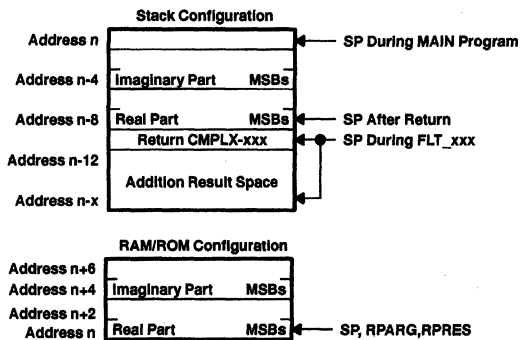 Stack Configuration
Address n
SP During MAIN Program
Address n-4
Imaginary Part MSBs
Address n-8
Real Part MSBs
SP After Return
Return CMPLX-xxx
SP During FLT_xxx
Address n-12
Addition Result Space
Address n-x
RAM/ROM Configuration
Address n+6
Address n+4
Imaginary Part MSBs
Address n+2
Address n
Real Part MSBs
SP, RPARG,RPRES